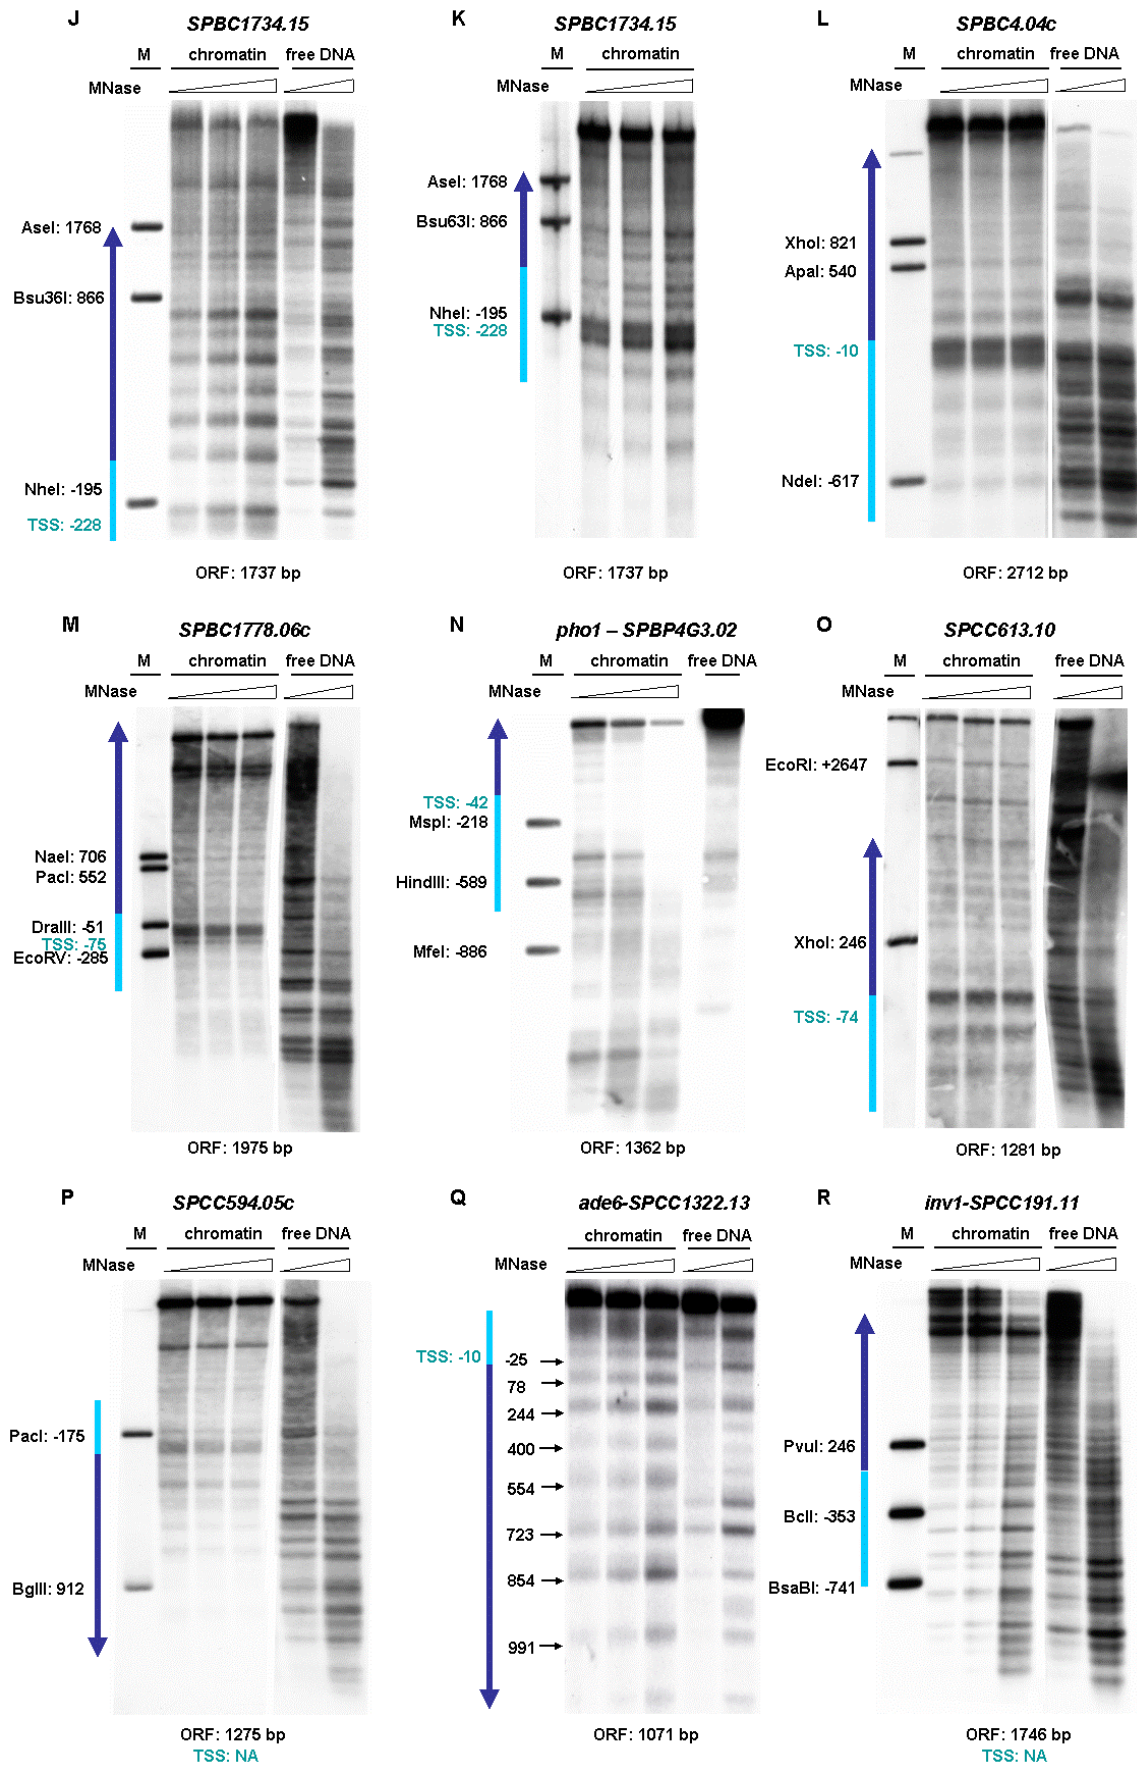 J
SPBC1734.15
M chromatin free DNA
MNase
AseI: 1768
Bsu36I: 866
NheI: -195
TSS: -228
ORF: 1737 bp
K
SPBC1734.15
M chromatin
MNase
AseI: 1768
Bsu63I: 866
NheI: -195
TSS: -228
ORF: 1737 bp
L
SPBC4.04c
M chromatin free DNA
MNase
XhoI: 821
ApaI: 540
TSS: -10
NdeI: -617
ORF: 2712 bp
M
SPBC1778.06c
M chromatin free DNA
MNase
NaeI: 706
PacI: 552
DraIII: -51
TSS: -75
EcoRV: -285
ORF: 1975 bp
N
pho1 – SPBP4G3.02
M chromatin free DNA
MNase
TSS: -42
MspI: -218
HindIII: -589
MfeI: -886
ORF: 1362 bp
O
SPCC613.10
M chromatin free DNA
MNase
EcoRI: +2647
XhoI: 246
TSS: -74
ORF: 1281 bp
P
SPCC594.05c
M chromatin free DNA
MNase
PacI: -175
BglII: 912
ORF: 1275 bp
TSS: NA
Q
ade6-SPCC1322.13
chromatin free DNA
MNase
TSS: -10
-25
78
244
400
554
723
854
991
ORF: 1071 bp
R
inv1-SPCC191.11
M chromatin free DNA
MNase
PvuI: 246
BclI: -353
BsaBI: -741
ORF: 1746 bp
TSS: NA